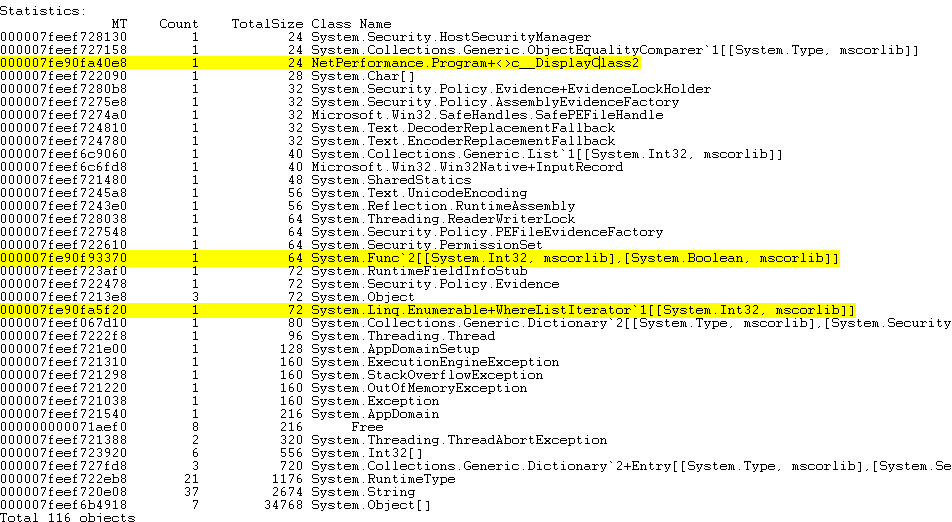 Statistics:
MT Count TotalSize Class Name
000007feef728130 1 24 System.Security.HostSecurityManager
000007feef727158 1 24 System.Collections.Generic.ObjectEqualityComparer`1[[System.Type, mscorlib]]
000007fe90fa40e8 1 24 NetPerformance.Program+<>c__DisplayClass2
000007feef722090 1 28 System.Char[]
000007feef7280b8 1 32 System.Security.Policy.Evidence+EvidenceLockHolder
000007feef7275e8 1 32 System.Security.Policy.AssemblyEvidenceFactory
000007feef7274a0 1 32 Microsoft.Win32.SafeHandles.SafePEFileHandle
000007feef724810 1 32 System.Text.DecoderReplacementFallback
000007feef724780 1 32 System.Text.EncoderReplacementFallback
000007feef6c9060 1 40 System.Collections.Generic.List`1[[System.Int32, mscorlib]]
000007feef6c6fd8 1 40 Microsoft.Win32.Win32Native+InputRecord
000007feef721480 1 48 System.SharedStatics
000007feef7245a8 1 56 System.Text.UnicodeEncoding
000007feef7243e0 1 56 System.Reflection.RuntimeAssembly
000007feef728038 1 64 System.Threading.ReaderWriterLock
000007feef727548 1 64 System.Security.Policy.PEFileEvidenceFactory
000007feef722610 1 64 System.Security.PermissionSet
000007fe90f93370 1 64 System.Func`2[[System.Int32, mscorlib],[System.Boolean, mscorlib]]
000007feef723af0 1 72 System.RuntimeFieldInfoStub
000007feef722478 1 72 System.Security.Policy.Evidence
000007feef7213e8 3 72 System.Object
000007fe90fa5f20 1 72 System.Linq.Enumerable+WhereListIterator`1[[System.Int32, mscorlib]]
000007feef067d10 1 80 System.Collections.Generic.Dictionary`2[[System.Type, mscorlib],[System.Security
000007feef7222f8 1 96 System.Threading.Thread
000007feef721e00 1 128 System.AppDomainSetup
000007feef721310 1 160 System.ExecutionEngineException
000007feef721298 1 160 System.StackOverflowException
000007feef721220 1 160 System.OutOfMemoryException
000007feef721038 1 160 System.Exception
000007feef721540 1 216 System.AppDomain
000000000071aef0 8 216 Free
000007feef721388 2 320 System.Threading.ThreadAbortException
000007feef723920 6 556 System.Int32[]
000007feef727fd8 3 720 System.Collections.Generic.Dictionary`2+Entry[[System.Type, mscorlib],[System.Se
000007feef722eb8 21 1176 System.RuntimeType
000007feef720e08 37 2674 System.String
000007feef6b4918 7 34768 System.Object[]
Total 116 objects